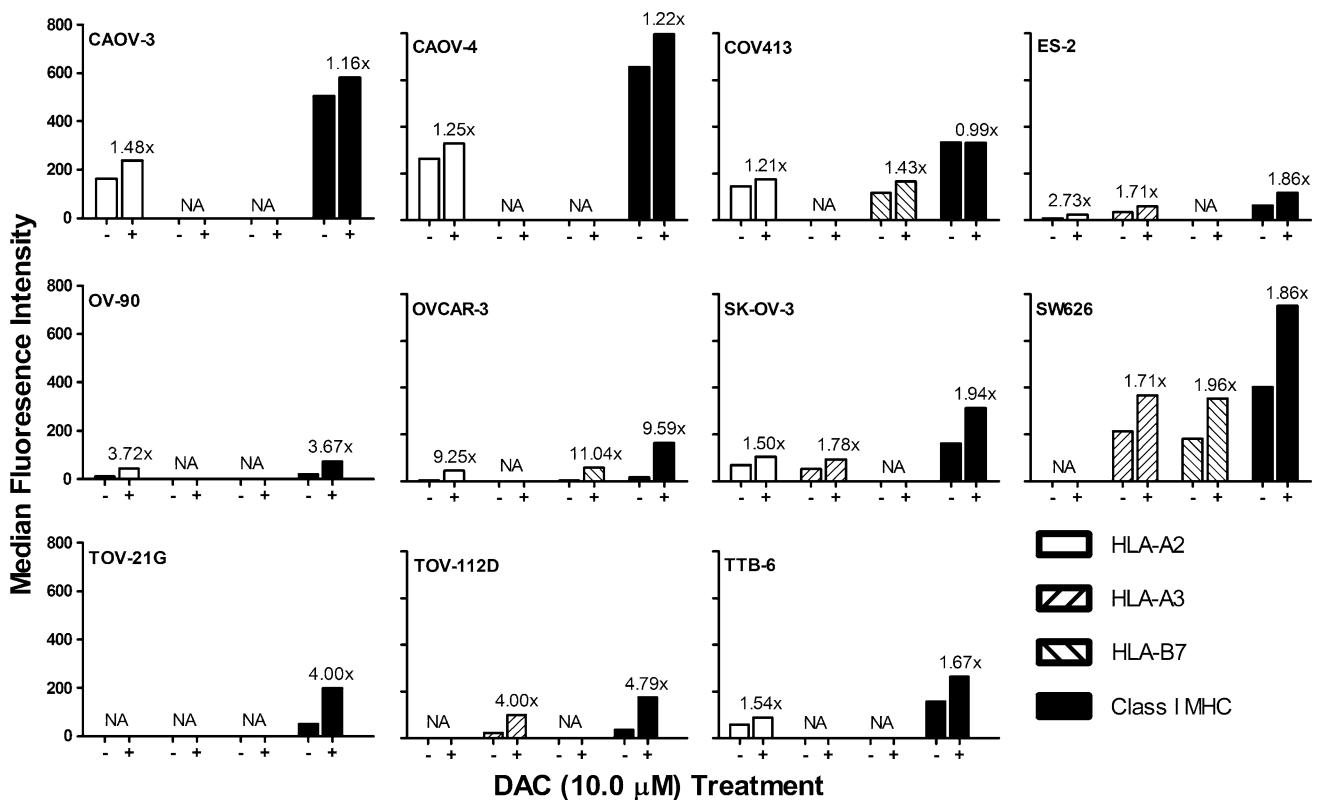 Median Fluoresence Intensity
800
600
400
200
0
CAOV-3
1.48x
NA
NA
1.16x
- + - + - + - +
CAOV-4
1.25x
NA
NA
1.22x
- + - + - + - +
COV413
1.21x
NA
1.43x
0.99x
- + - + - + - +
ES-2
2.73x
1.71x
NA
1.86x
- + - + - + - +
800
600
400
200
0
OV-90
3.72x
NA
NA
3.67x
- + - + - + - +
OVCAR-3
9.25x
NA
11.04x
9.59x
- + - + - + - +
SK-OV-3
1.50x
1.78x
NA
1.94x
- + - + - + - +
SW626
NA
1.71x
1.96x
1.86x
- + - + - + - +
800
600
400
200
0
TOV-21G
NA
NA
NA
4.00x
- + - + - + - +
TOV-112D
NA
4.00x
NA
4.79x
- + - + - + - +
TTB-6
1.54x
NA
NA
1.67x
- + - + - + - +
HLA-A2
HLA-A3
HLA-B7
Class I MHC
DAC (10.0 μM) Treatment